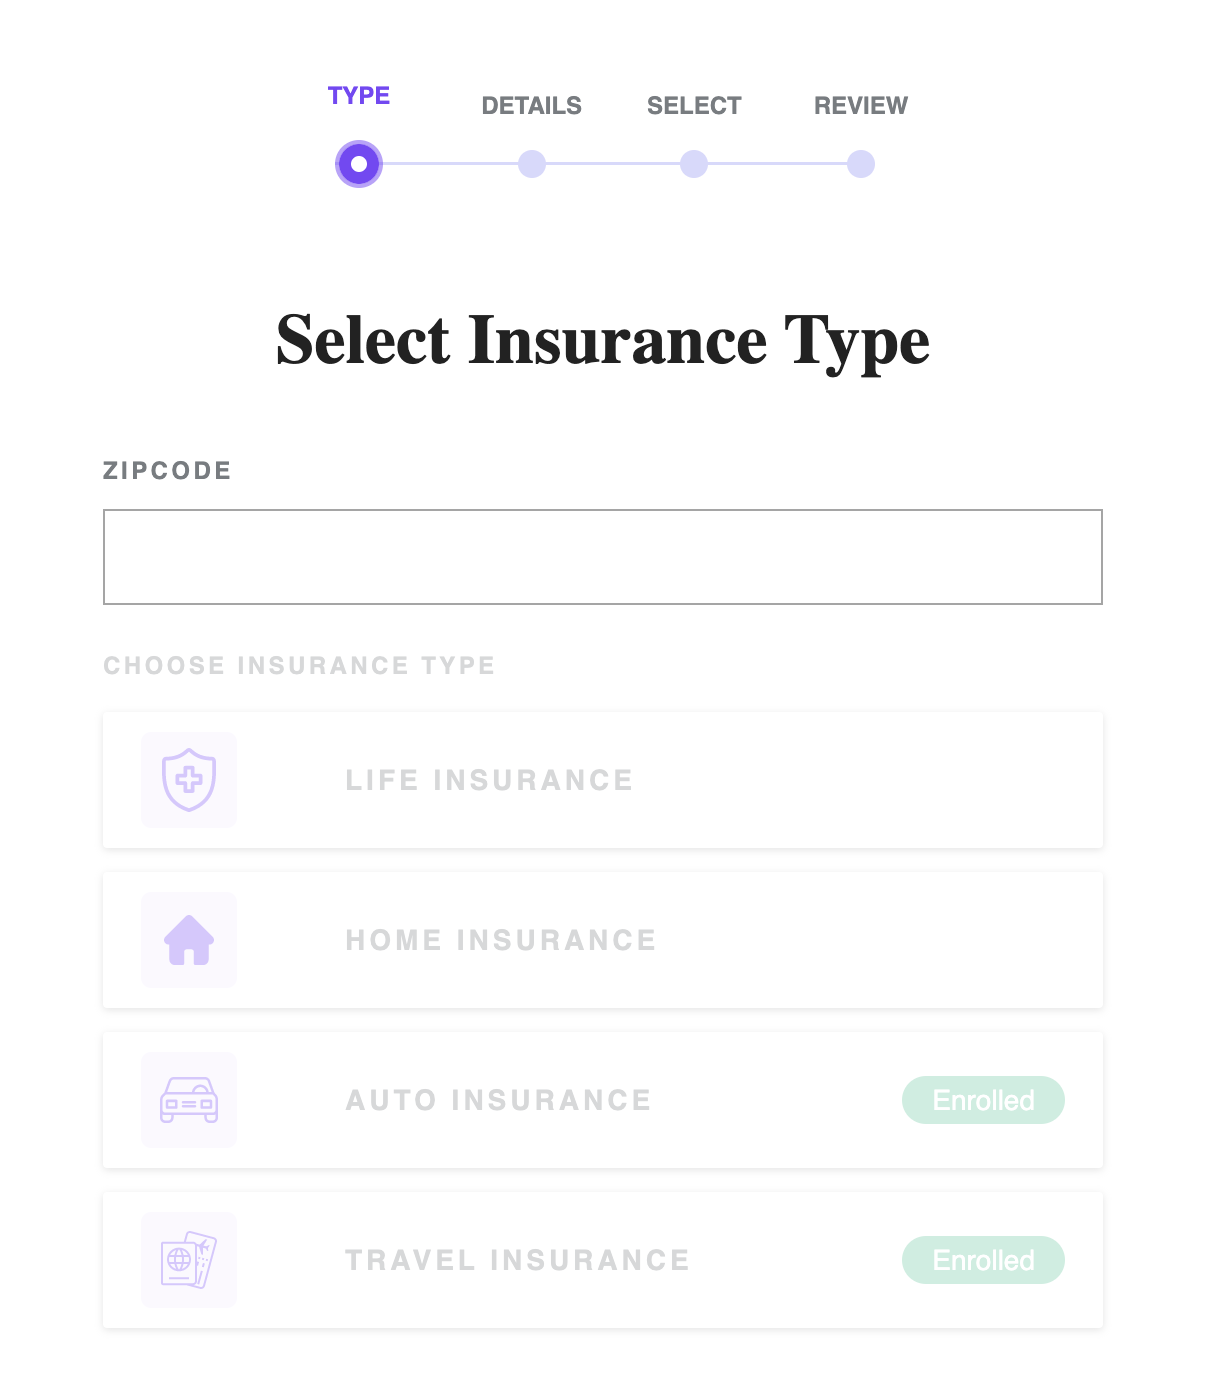 TYPE
DETAILS
SELECT
REVIEW
Select Insurance Type
ZIPCODE
CHOOSE INSURANCE TYPE
LIFE INSURANCE
HOME INSURANCE
AUTO INSURANCE
Enrolled
TRAVEL INSURANCE
Enrolled